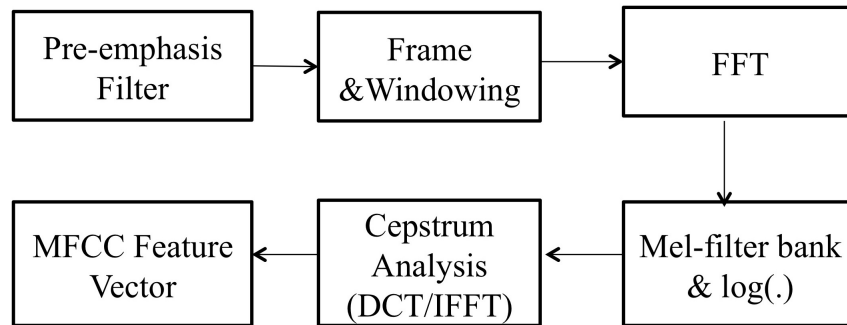 Pre-emphasis
Filter
Frame
&Windowing
FFT
Mel-filter bank
& log(.)
Cepstrum
Analysis
(DCT/IFFT)
MFCC Feature
Vector